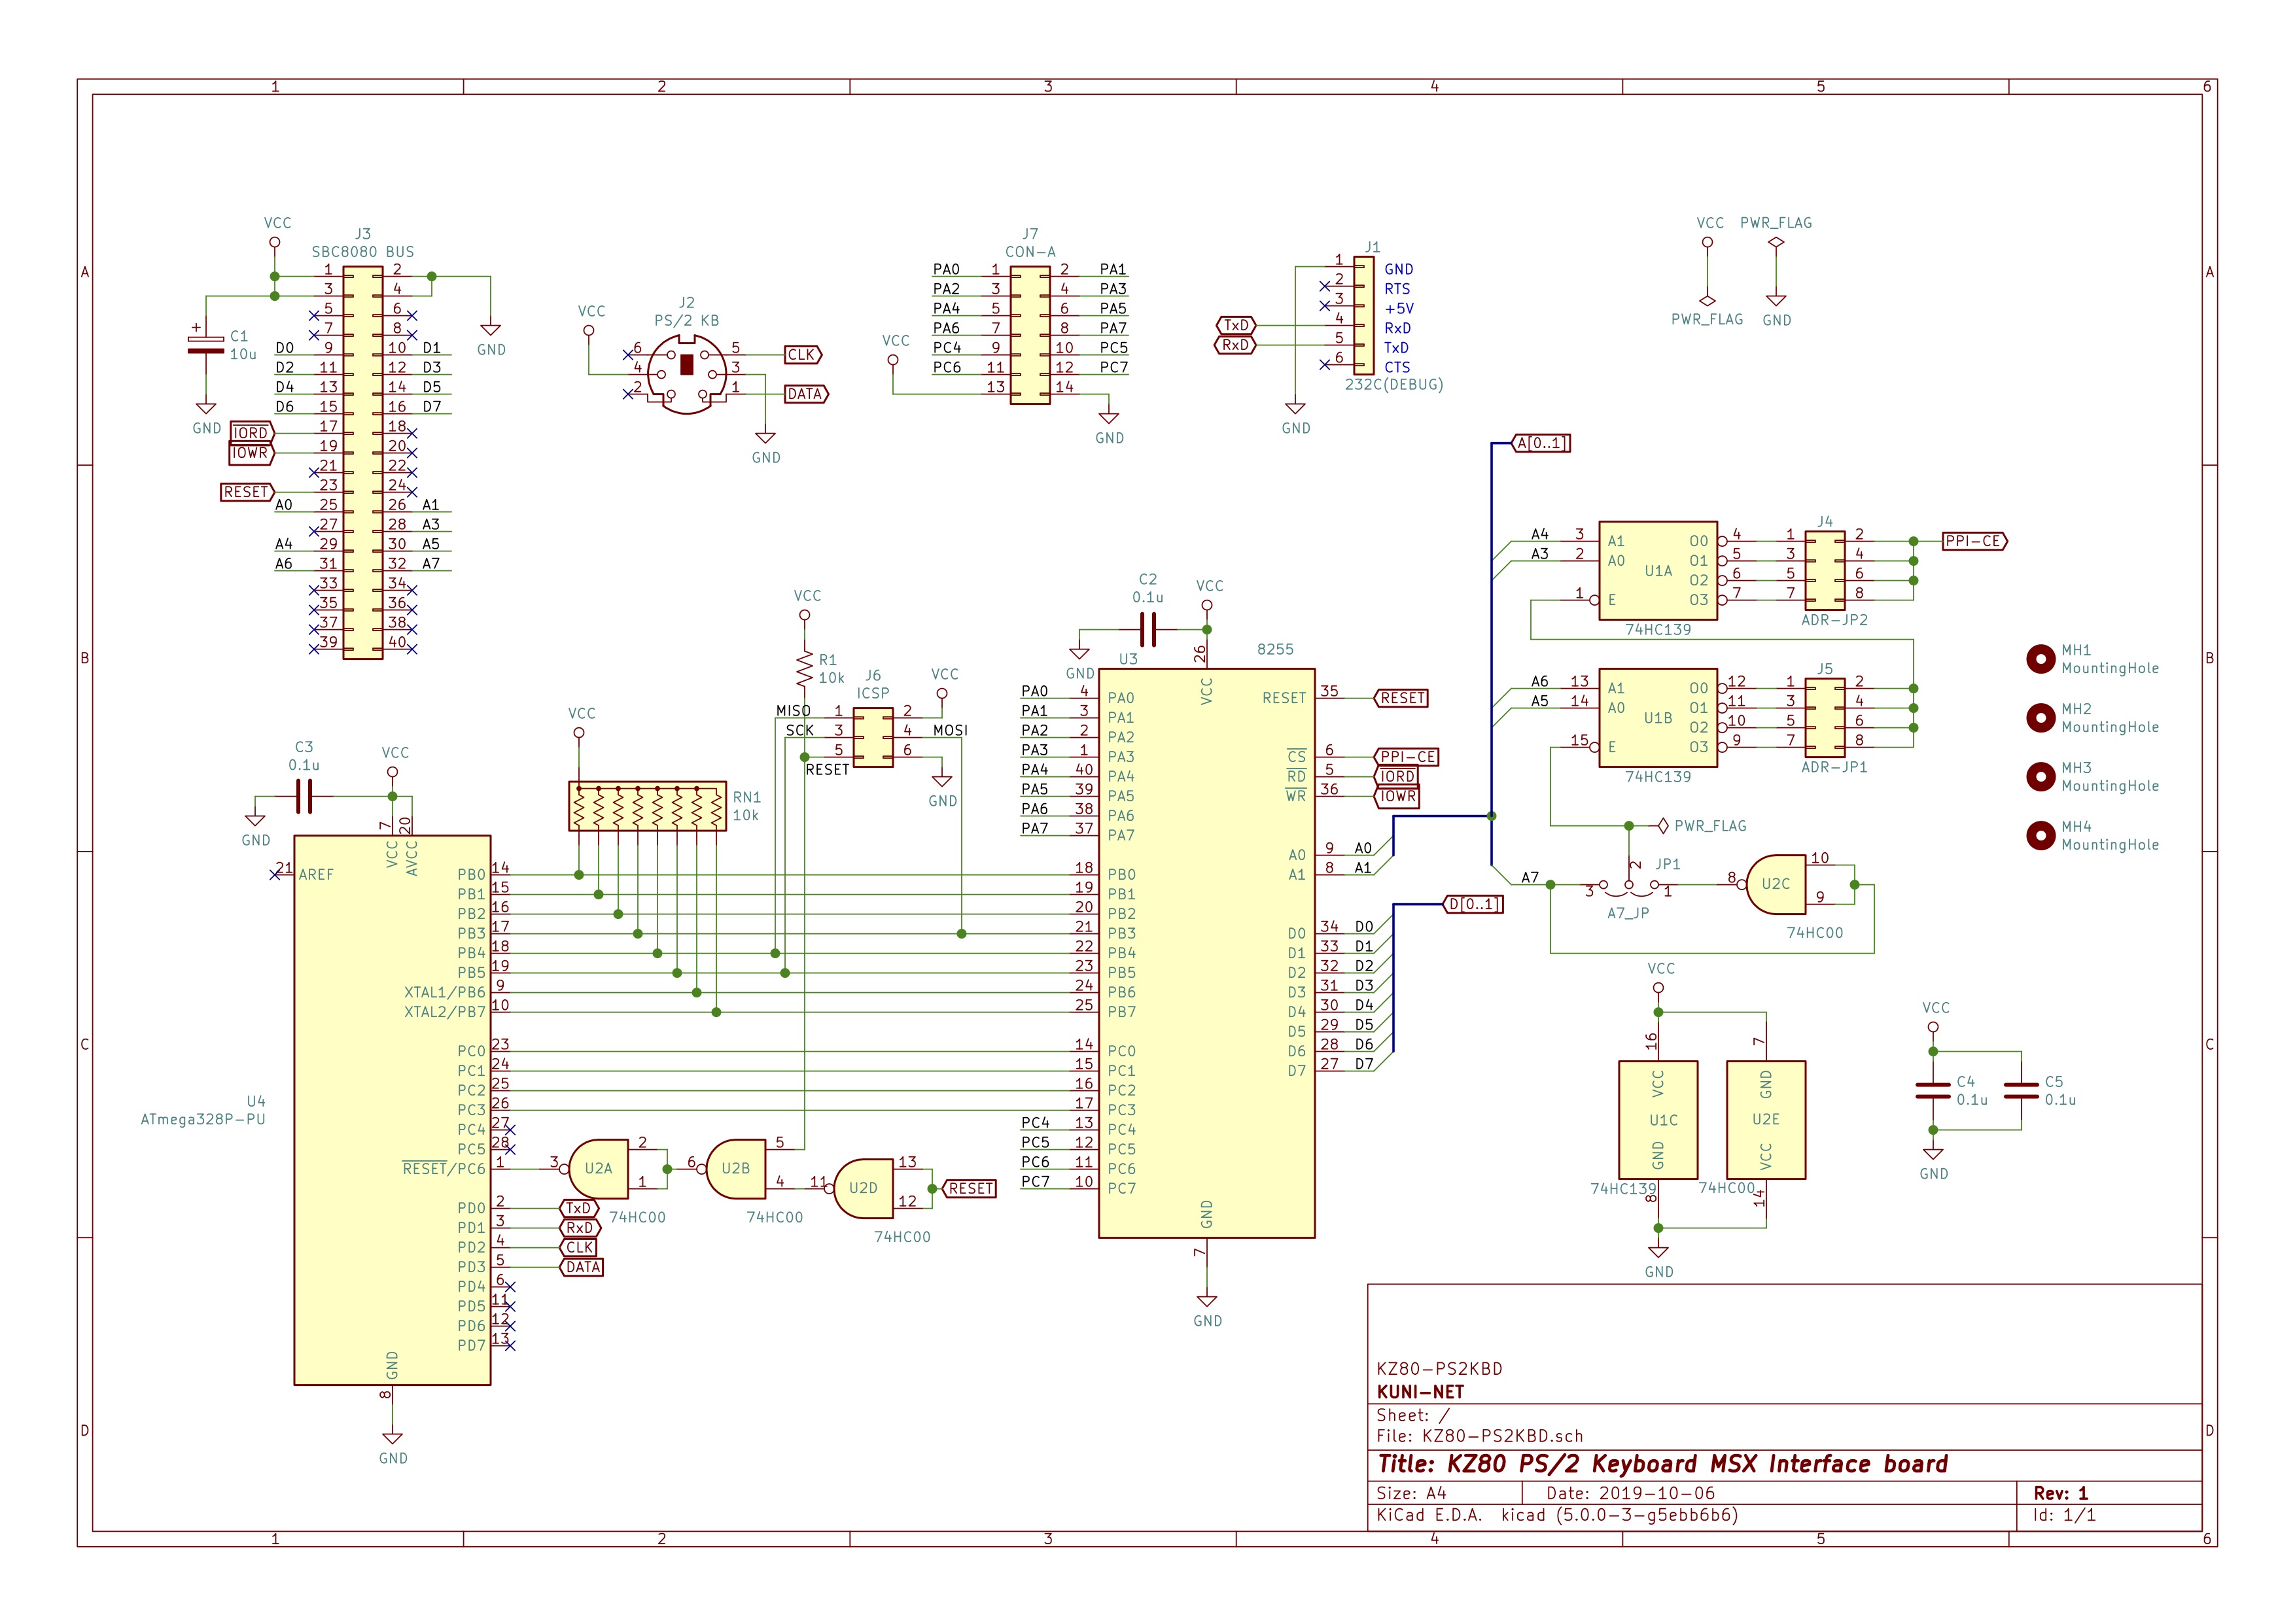 1 2 3 4 5 6
A A
B B
C C
D D
1 2 3 4 5 6
VCC
J3
SBC8080 BUS
1 2
3 4
5 6
7 8
D0 9 10 D1
D2 11 12 D3
D4 13 14 D5
D6 15 16 D7
IORD 17 18
IOWR 19 20
21 22
RESET 23 24
A0 25 26 A1
27 28 A3
A4 29 30 A5
A6 31 32 A7
33 34
35 36
37 38
39 40
+
C1
10u
GND
GND
VCC
J2
PS/2 KB
6 5 CLK
4 3
2 1 DATA
GND
J7
CON-A
VCC
PA0 1 2 PA1
PA2 3 4 PA3
PA4 5 6 PA5
PA6 7 8 PA7
PC4 9 10 PC5
PC6 11 12 PC7
13 14
GND
J1
1 GND
2 RTS
3 +5V
TxD 4 RxD
RxD 5 TxD
6 CTS
232C(DEBUG)
GND
VCC PWR_FLAG
PWR_FLAG GND
A[0..1]
A4 3 A1 O0 4 1 J4 2 PPI-CE
A3 2 A0 O1 5 3 4
U1A O2 6 5 6
1 E O3 7 7 8
74HC139 ADR-JP2
A6 13 A1 O0 12 1 J5 2
A5 14 A0 O1 11 3 4
U1B O2 10 5 6
15 E O3 9 7 8
74HC139 ADR-JP1
PWR_FLAG
A7 3 2 1 JP1
A7_JP
8 U2C 10
9
74HC00
MH1
MountingHole
MH2
MountingHole
MH3
MountingHole
MH4
MountingHole
VCC
R1
10k
J6
ICSP
VCC
MISO 1 2
SCK 3 4 MOSI
5 6
RESET
GND
VCC
RN1
10k
C3
0.1u
VCC
GND
U4
ATmega328P-PU
7 VCC
20 AVCC
21 AREF
PB0 14
PB1 15
PB2 16
PB3 17
PB4 18
PB5 19
XTAL1/PB6 9
XTAL2/PB7 10
PC0 23
PC1 24
PC2 25
PC3 26
PC4 27
PC5 28
RESET/PC6 1
PD0 2 TxD
PD1 3 RxD
PD2 4 CLK
PD3 5 DATA
PD4 6
PD5 11
PD6 12
PD7 13
GND
8
GND
3 U2A 2
1
74HC00
6 U2B 5
4
74HC00
11 U2D 13
12
RESET
74HC00
C2
0.1u
VCC
GND
U3
8255
26
VCC
PA0 4 PA0
PA1 3 PA1
PA2 2 PA2
PA3 1 PA3
PA4 40 PA4
PA5 39 PA5
PA6 38 PA6
PA7 37 PA7
18 PB0
19 PB1
20 PB2
21 PB3
22 PB4
23 PB5
24 PB6
25 PB7
14 PC0
15 PC1
16 PC2
17 PC3
PC4 13 PC4
PC5 12 PC5
PC6 11 PC6
PC7 10 PC7
GND
7
GND
RESET 35 RESET
CS 6 PPI-CE
RD 5 IORD
WR 36 IOWR
A0 9 A0
A1 8 A1
D[0..1]
D0 34 D0
D1 33 D1
D2 32 D2
D3 31 D3
D4 30 D4
D5 29 D5
D6 28 D6
D7 27 D7
VCC
16 7
VCC GND
U1C U2E
GND VCC
74HC139 74HC00
8 14
GND
VCC
C4
0.1u
C5
0.1u
GND
KZ80-PS2KBD
KUNI-NET
Sheet: /
File: KZ80-PS2KBD.sch
Title: KZ80 PS/2 Keyboard MSX Interface board
Size: A4 Date: 2019-10-06 Rev: 1
KiCad E.D.A. kicad (5.0.0-3-g5ebb6b6) Id: 1/1